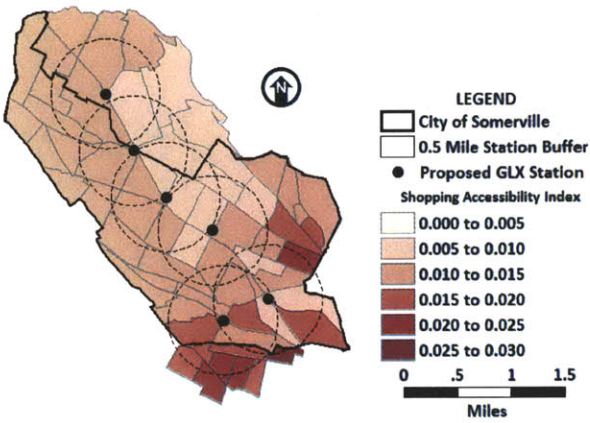 N
LEGEND
City of Somerville
0.5 Mile Station Buffer
Proposed GLX Station
Shopping Accessibility Index
0.000 to 0.005
0.005 to 0.010
0.010 to 0.015
0.015 to 0.020
0.020 to 0.025
0.025 to 0.030
0 .5 1 1.5
Miles